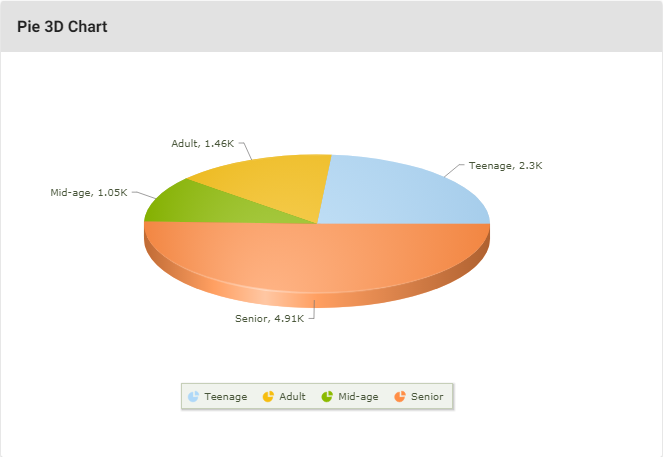 Pie 3D Chart
Adult, 1.46K
Teenage, 2.3K
Mid-age, 1.05K
Senior, 4.91K
Teenage Adult Mid-age Senior